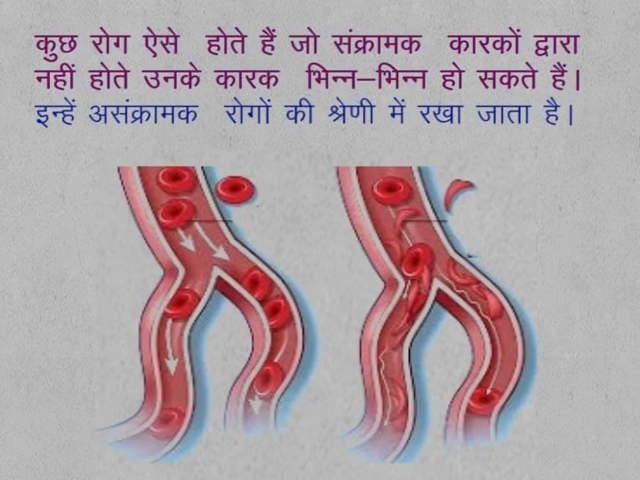 कुछ रोग ऐसे होते हैं जो संक्रामक कारकों द्वारा
नहीं होते उनके कारक भिन्न–भिन्न हो सकते हैं।
इन्हें असंक्रामक रोगों की श्रेणी में रखा जाता है।